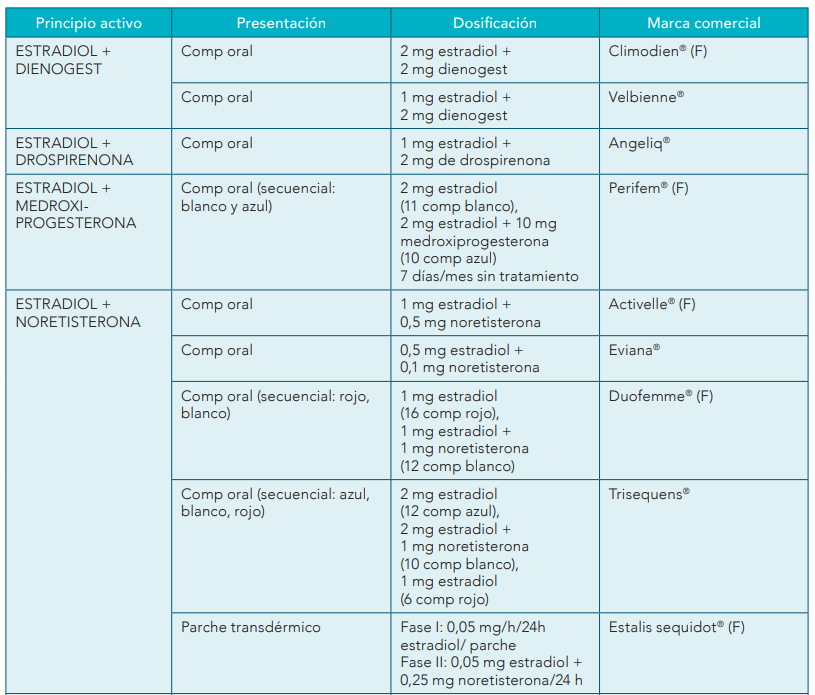 Principio activo Presentación Dosificación Marca comercial
ESTRADIOL + Comp oral 2 mg estradiol + Climodien® (F)
DIENOGEST 2 mg dienogest
Comp oral 1 mg estradiol + Velbienne®
2 mg dienogest
ESTRADIOL + Comp oral 1 mg estradiol + Angeliq®
DROSPIRENONA 2 mg de drospirenona
ESTRADIOL + Comp oral (secuencial: 2 mg estradiol Perifem® (F)
MEDROXI- blanco y azul) (11 comp blanco),
PROGESTERONA 2 mg estradiol + 10 mg
medroxiprogesterona
(10 comp azul)
7 días/mes sin tratamiento
ESTRADIOL + Comp oral 1 mg estradiol + Activelle® (F)
NORETISTERONA 0,5 mg noretisterona
Comp oral 0,5 mg estradiol + Eviana®
0,1 mg noretisterona
Comp oral (secuencial: rojo, 1 mg estradiol Duofemme® (F)
blanco) (16 comp rojo),
1 mg estradiol +
1 mg noretisterona
(12 comp blanco)
Comp oral (secuencial: azul, 2 mg estradiol Trisequens®
blanco, rojo) (12 comp azul),
2 mg estradiol +
1 mg noretisterona
(10 comp blanco),
1 mg estradiol
(6 comp rojo)
Parche transdérmico Fase I: 0,05 mg/h/24h Estalis sequidot® (F)
estradiol/ parche
Fase II: 0,05 mg estradiol +
0,25 mg noretisterona/24 h